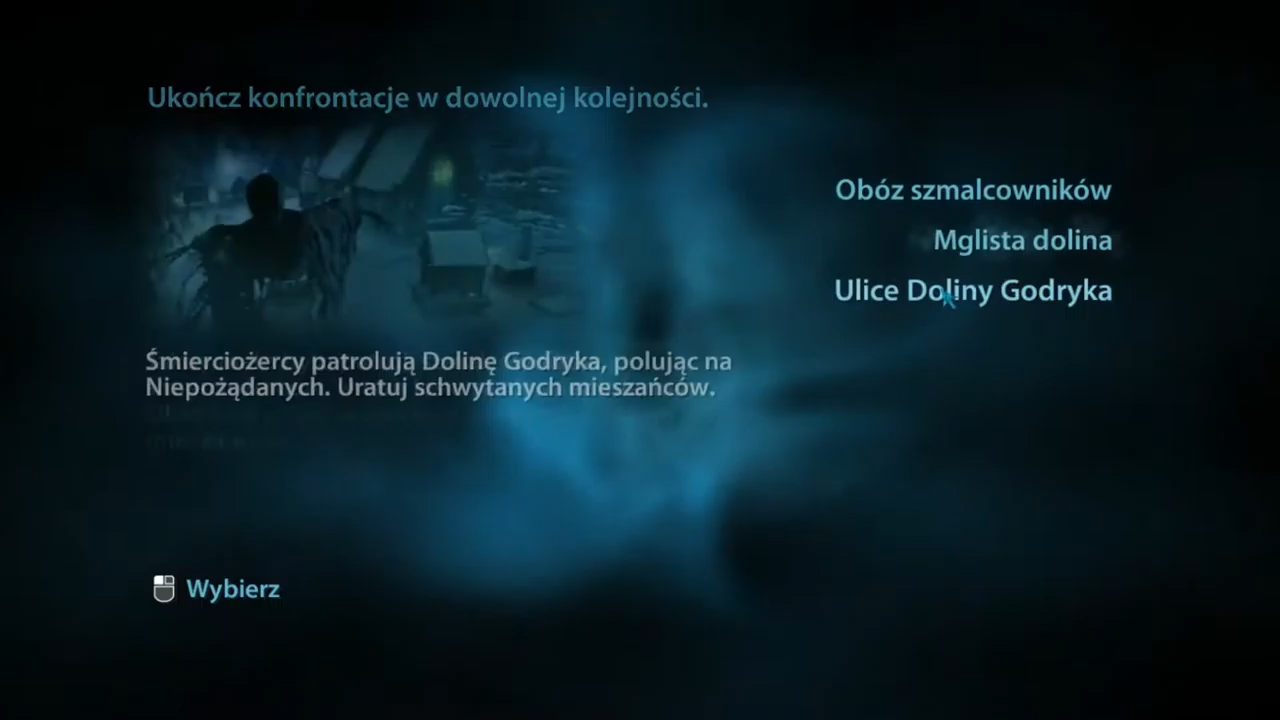 Ukończ konfrontacje w dowolnej kolejności.
Obóz szmalcowników
Mglista dolina
Ulice Doliny Godryka
Śmierciożercy patrolują Dolinę Godryka, polując na
Niepożądanych. Uratuj schwytanych mieszańców.
Wybierz